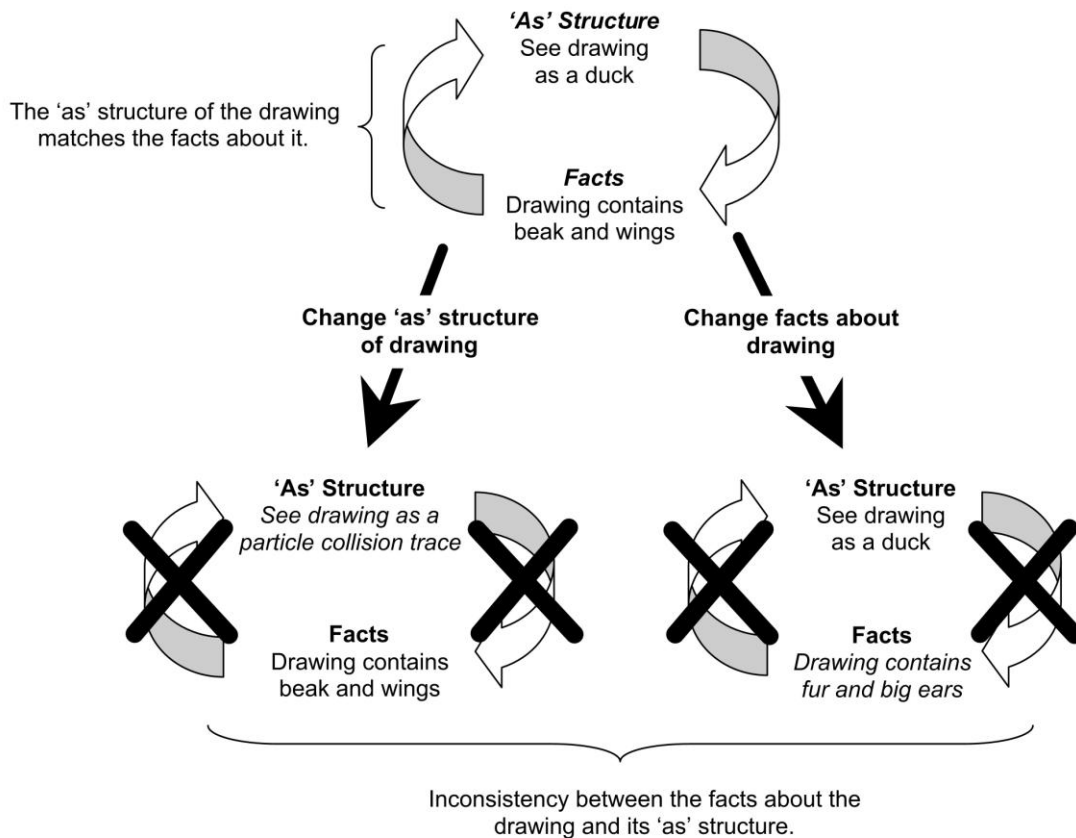 ‘As’ Structure
See drawing
as a duck
The ‘as’ structure of the drawing
matches the facts about it.
Facts
Drawing contains
beak and wings
Change ‘as’ structure
of drawing
Change facts about
drawing
‘As’ Structure
See drawing as a
particle collision trace
Facts
Drawing contains
beak and wings
‘As’ Structure
See drawing
as a duck
Facts
Drawing contains
fur and big ears
Inconsistency between the facts about the
drawing and its ‘as’ structure.